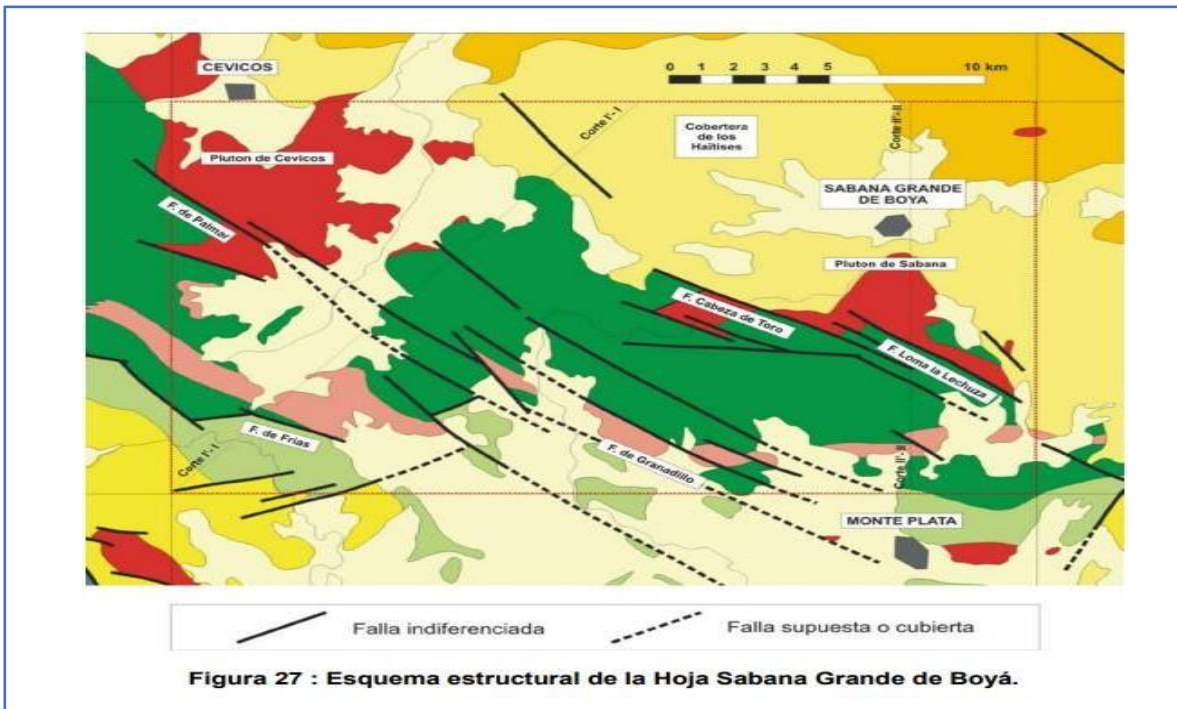 CEVICOS
0 1 2 3 4 5 10 km
Corte I'- I
Cobertera
de los
Haïtises
Corte II'- II
Pluton de Cevicos
SABANA GRANDE
DE BOYA
F. de Palmar
Pluton de Sabana
F. Cabeza de Toro
F. Loma la Lechuza
F. de Frias
Corte I'- I
F. de Granadillo
Corte II'- II
MONTE PLATA
Falla indiferenciada
Falla supuesta o cubierta
Figura 27 : Esquema estructural de la Hoja Sabana Grande de Boyá.